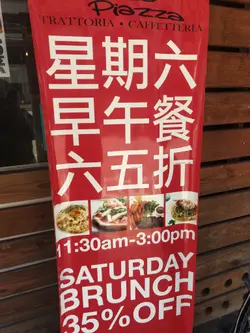 Piazza
TRATTORIA • CAFFETTERIA
星期六
早午餐
六五折
11:30am-3:00pm
SATURDAY
BRUNCH
35% OFF